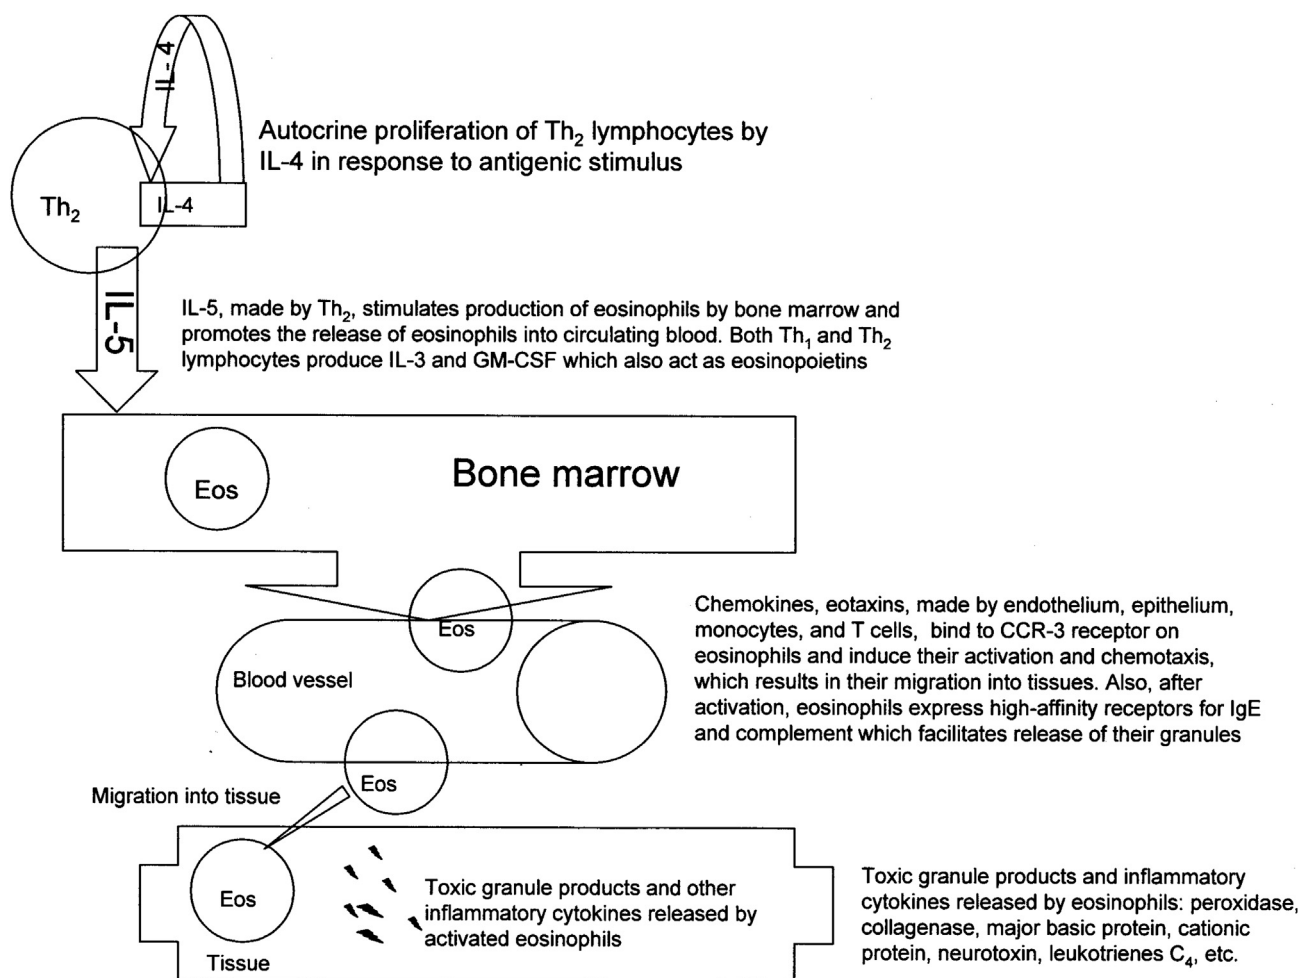 IL-4
Autocrine proliferation of Th₂ lymphocytes by
IL-4 in response to antigenic stimulus
Th₂
IL-4
IL-5
IL-5, made by Th₂, stimulates production of eosinophils by bone marrow and
promotes the release of eosinophils into circulating blood. Both Th₁ and Th₂
lymphocytes produce IL-3 and GM-CSF which also act as eosinopoietins
Eos
Bone marrow
Eos
Blood vessel
Chemokines, eotaxins, made by endothelium, epithelium,
monocytes, and T cells, bind to CCR-3 receptor on
eosinophils and induce their activation and chemotaxis,
which results in their migration into tissues. Also, after
activation, eosinophils express high-affinity receptors for IgE
and complement which facilitates release of their granules
Eos
Migration into tissue
Eos
Tissue
Toxic granule products and other
inflammatory cytokines released by
activated eosinophils
Toxic granule products and inflammatory
cytokines released by eosinophils: peroxidase,
collagenase, major basic protein, cationic
protein, neurotoxin, leukotrienes C₄, etc.